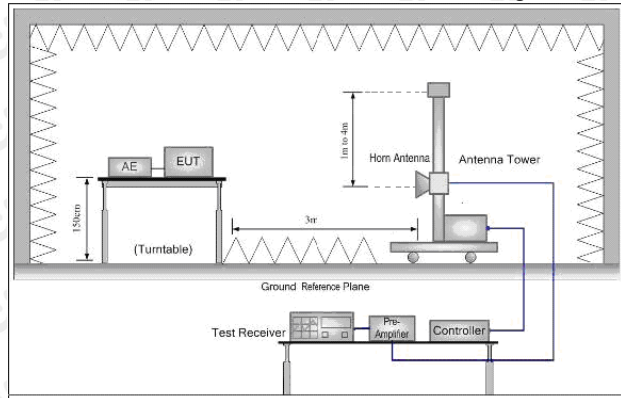 1m to 4m
Horn Antenna
Antenna Tower
AE
EUT
150cm
(Turntable)
3m
Ground Reference Plane
Test Receiver
Pre-
Amplifier
Controller